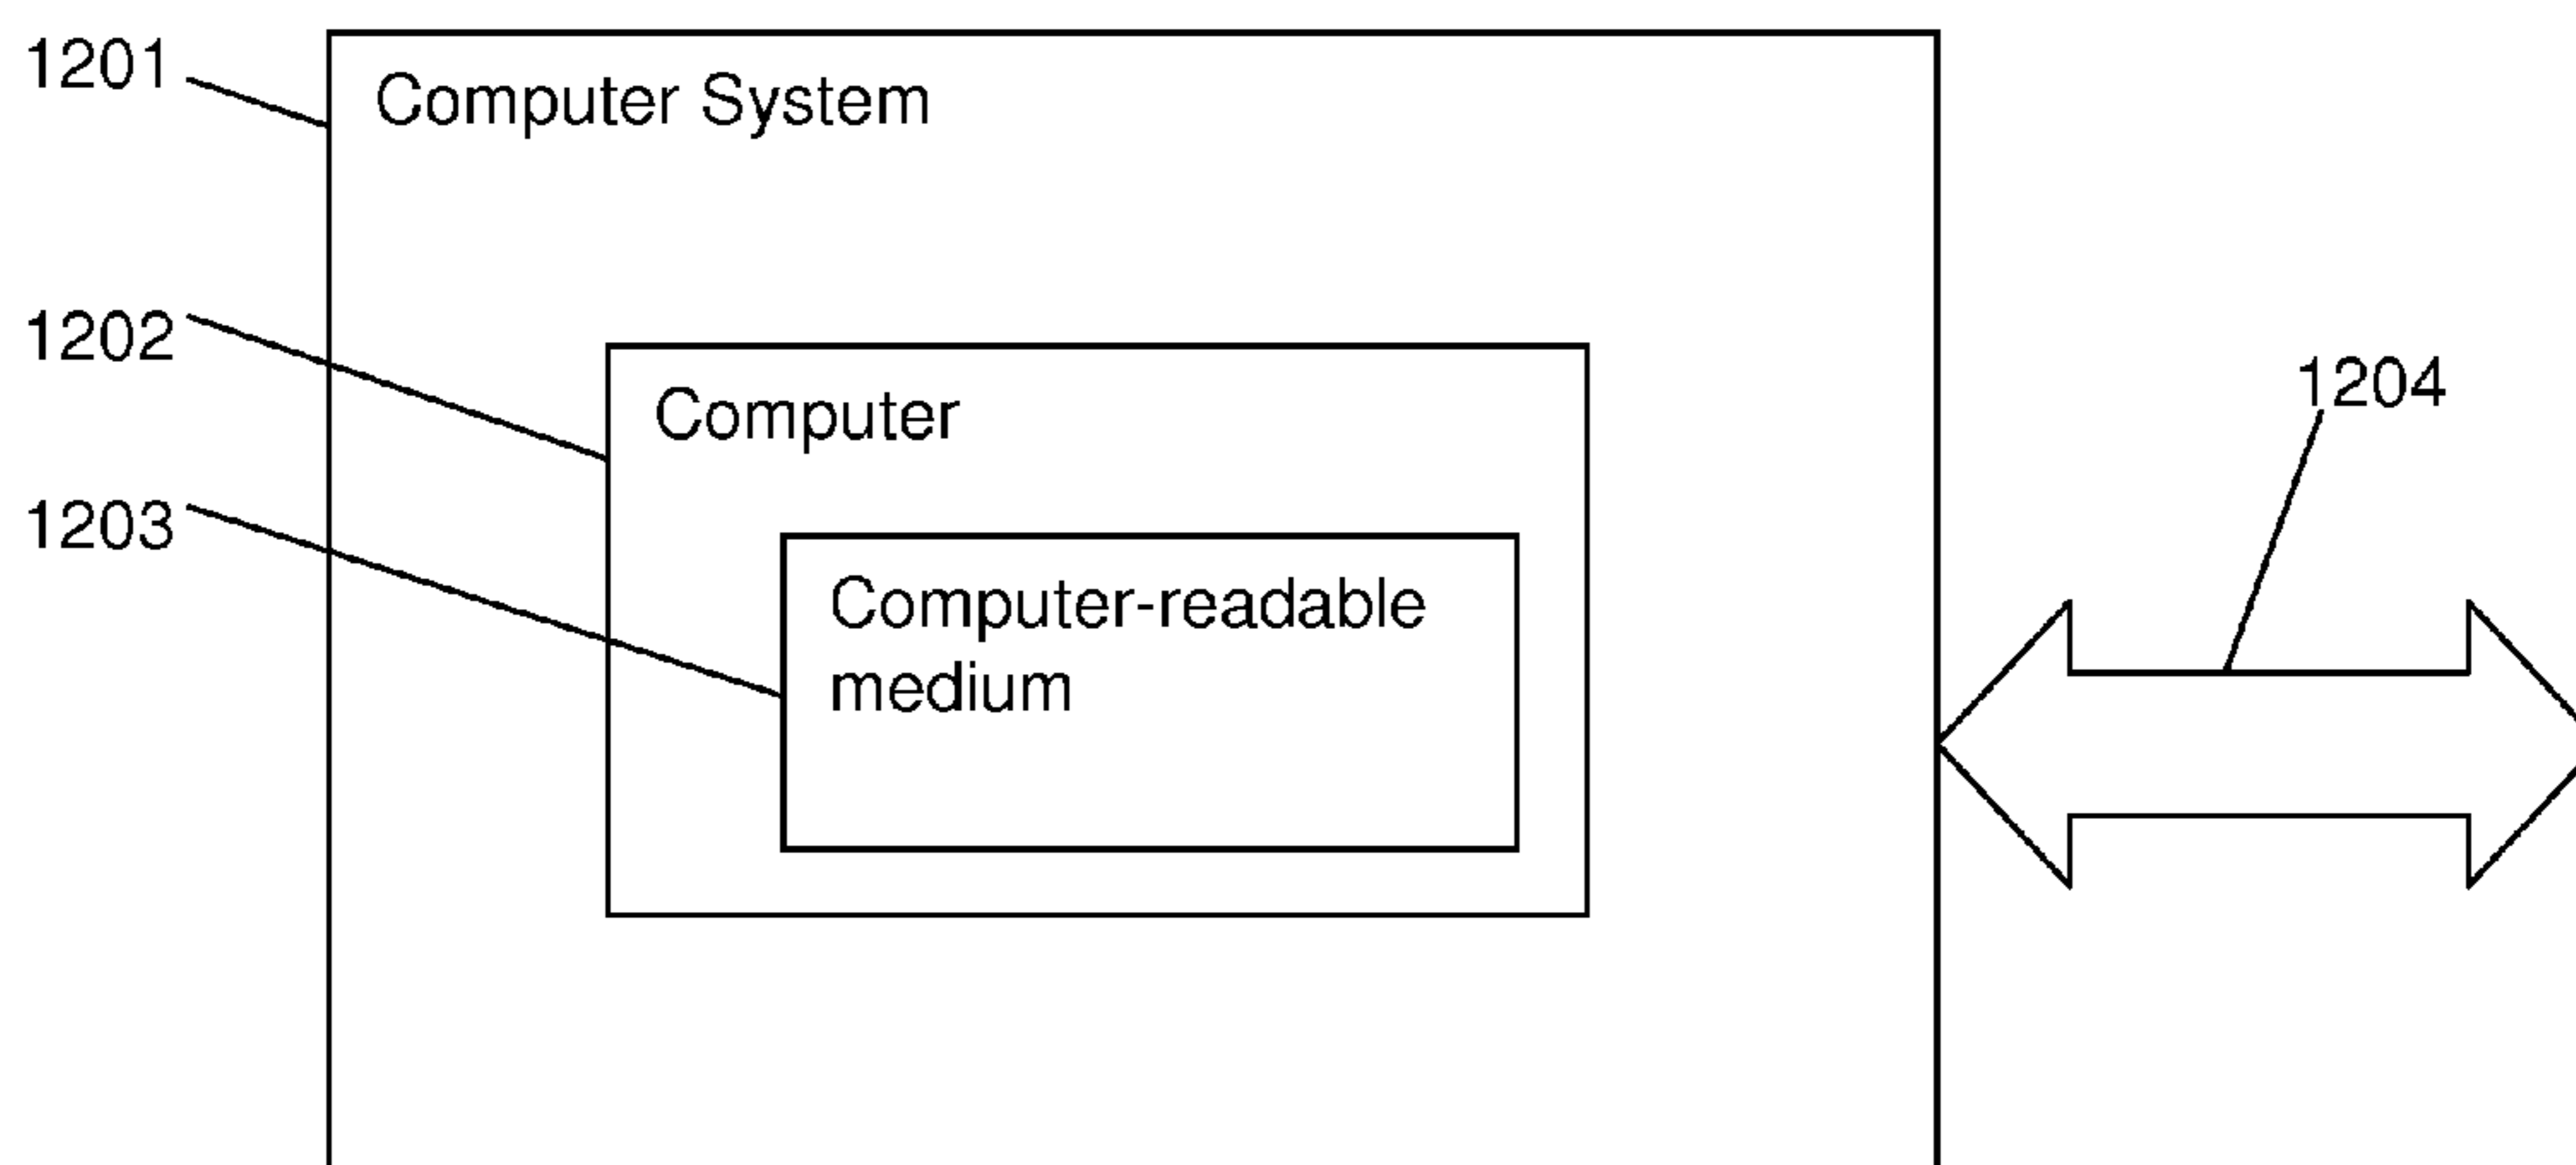 1201
Computer System
1202
Computer
1204
1203
Computer-readable
medium